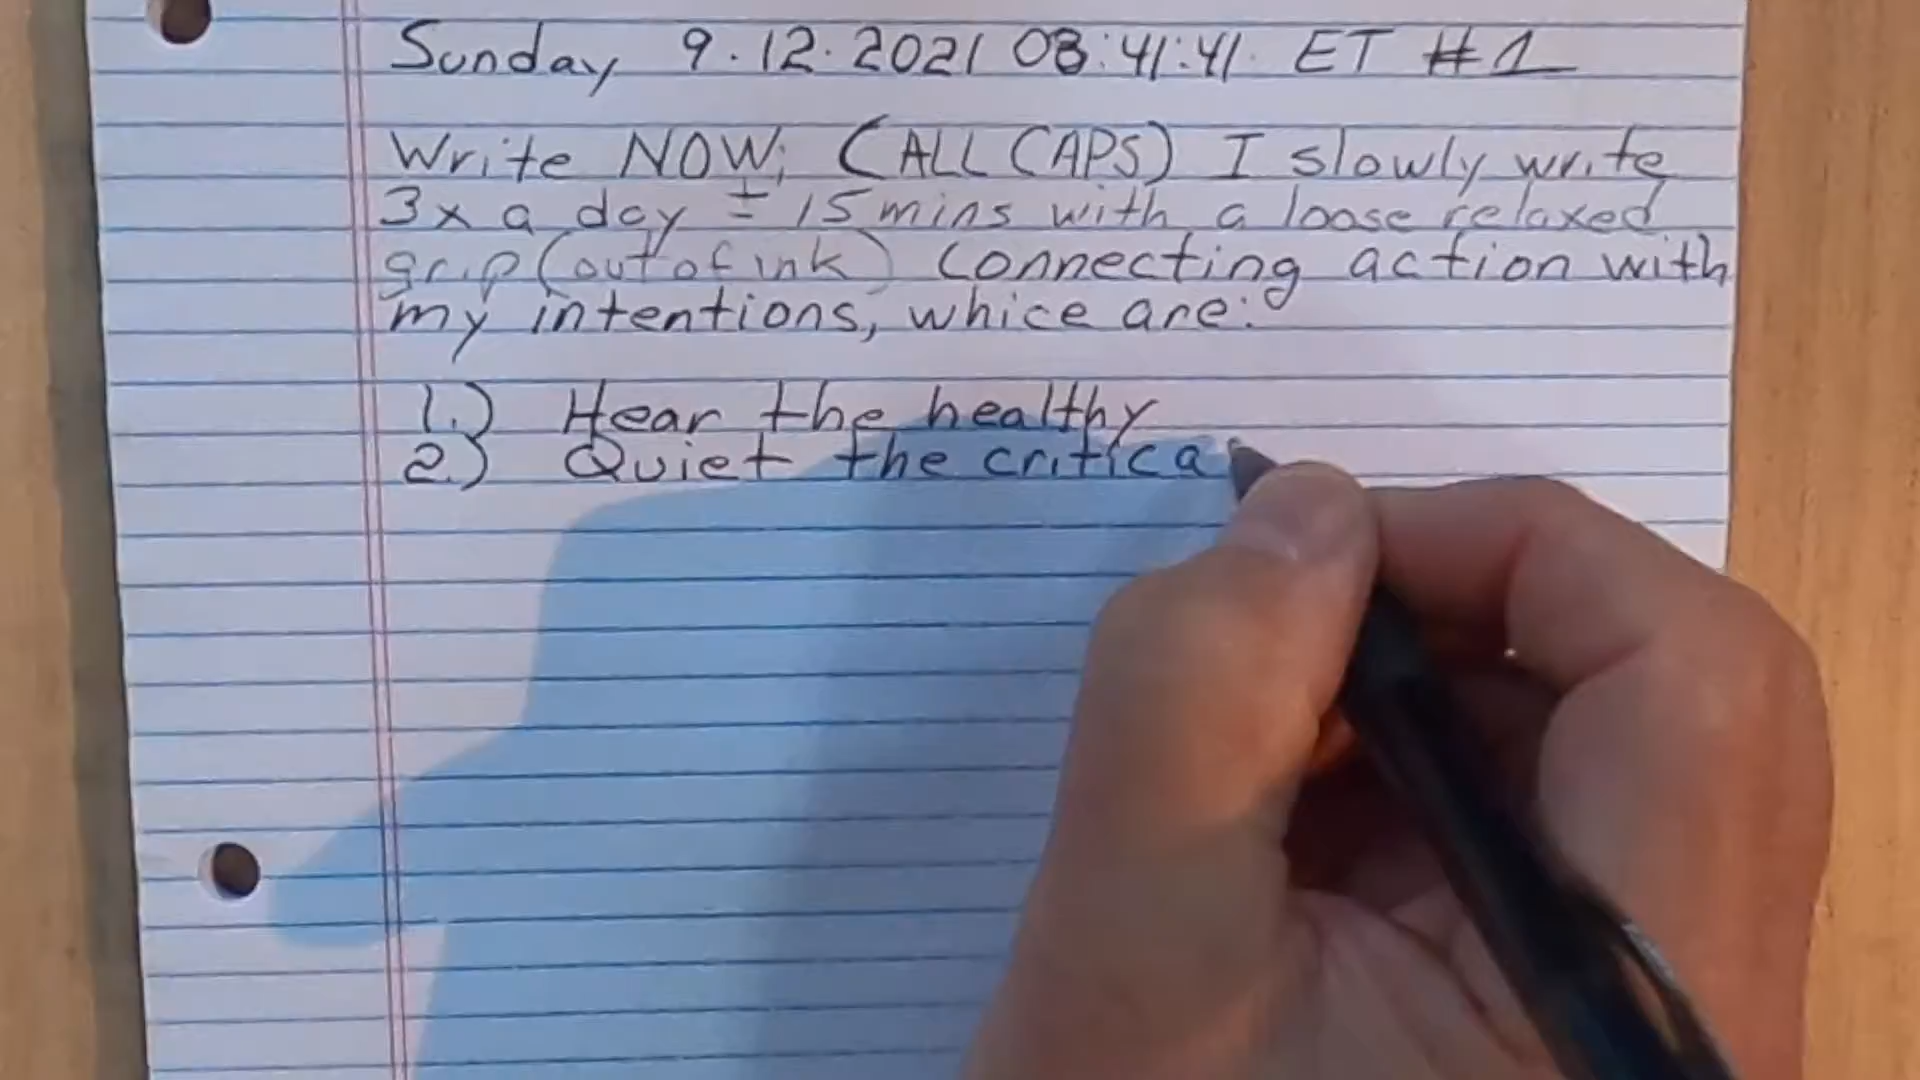 Sunday 9.12.2021 08:41:41 ET #1
Write NOW; (ALL CAPS) I slowly write
3x a day ± 15 mins with a loose relaxed
grip (out of ink) Connecting action with
my intentions, whice are:
1.) Hear the healthy
2.) Quiet the critica